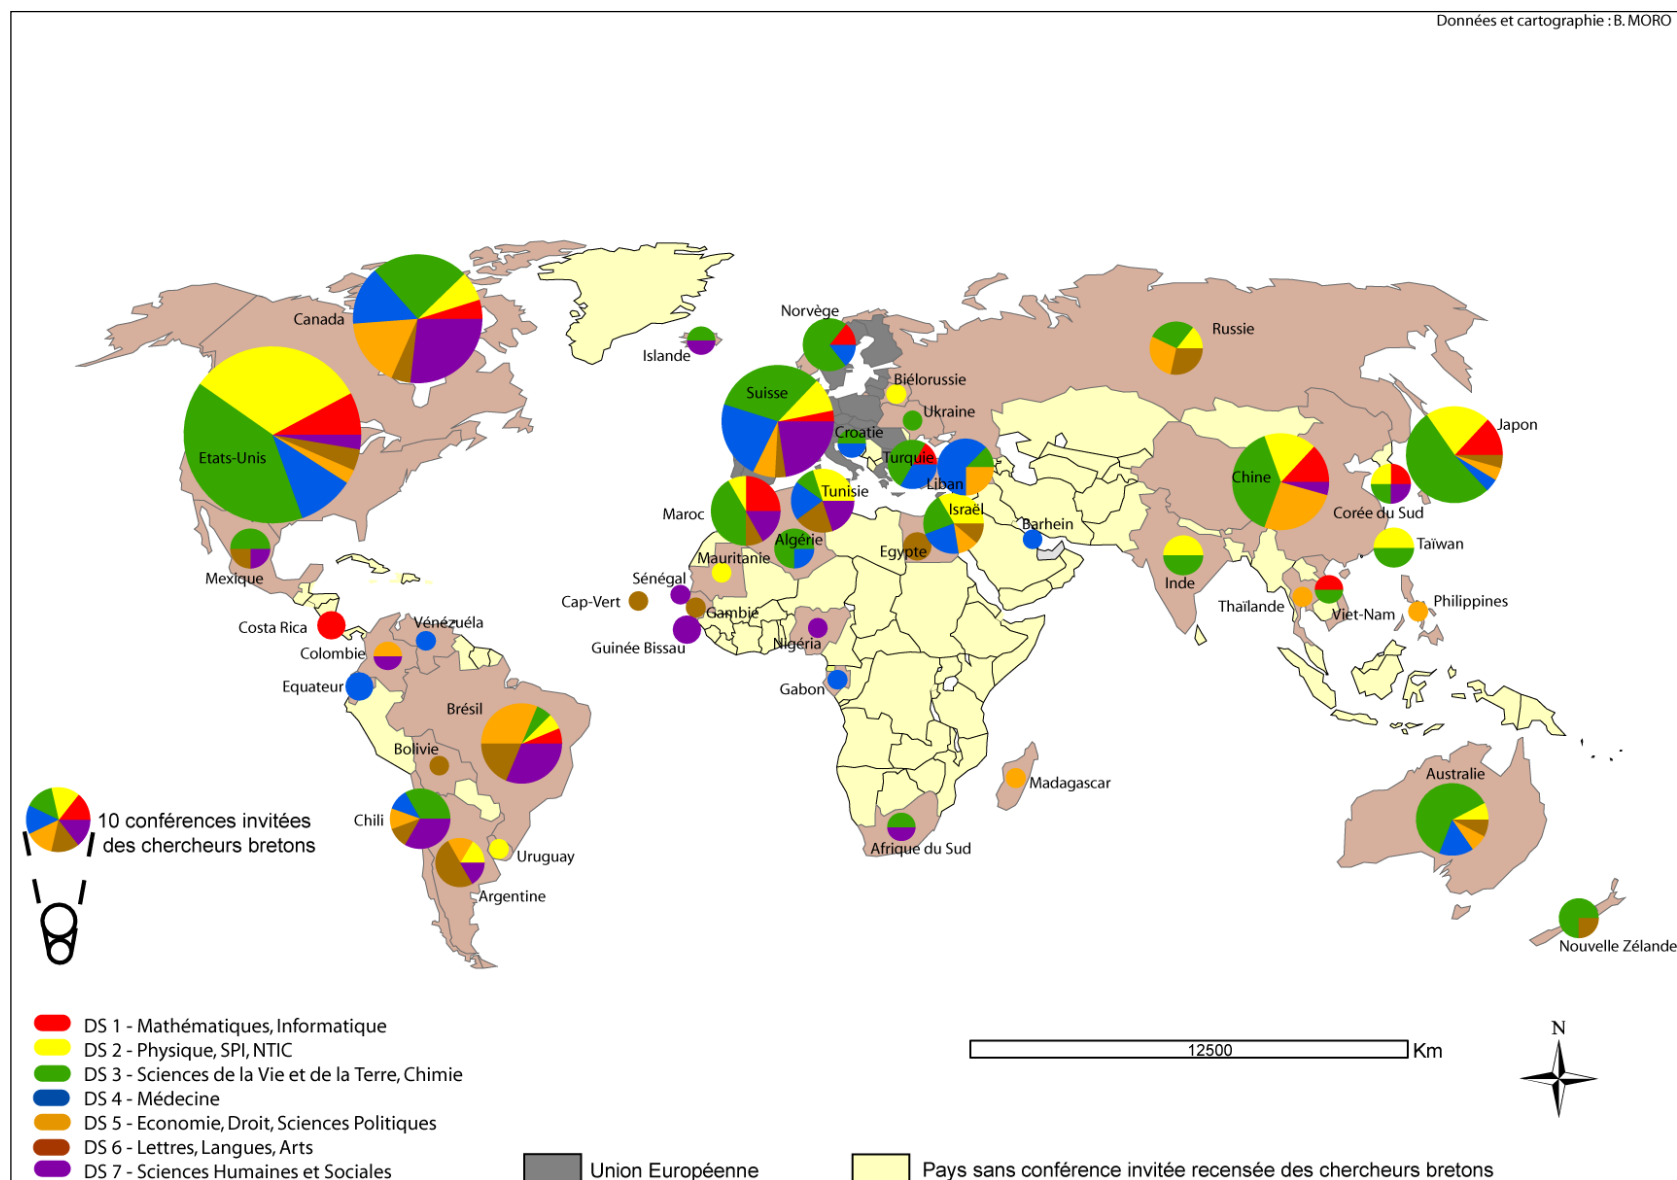 Données et cartographie : B. MORO
Norvège
Canada
Islande
Russie
Biélorussie
Suisse
Ukraine
Croatie
Japon
Etats-Unis
Turquie
Liban
Chine
Tunisie
Maroc
Israël
Corée du Sud
Barhein
Algérie
Egypte
Taïwan
Mauritanie
Mexique
Sénégal
Inde
Cap-Vert
Gambie
Thaïlande
Viet-Nam
Philippines
Costa Rica
Vénézuéla
Guinée Bissau
Nigéria
Colombie
Equateur
Gabon
Brésil
Bolivie
Madagascar
Australie
10 conférences invitées
des chercheurs bretons
Chili
Uruguay
Afrique du Sud
Argentine
Nouvelle Zélande
DS 1 - Mathématiques, Informatique
DS 2 - Physique, SPI, NTIC
DS 3 - Sciences de la Vie et de la Terre, Chimie
DS 4 - Médecine
DS 5 - Economie, Droit, Sciences Politiques
DS 6 - Lettres, Langues, Arts
DS 7 - Sciences Humaines et Sociales
12500 Km
N
Union Européenne
Pays sans conférence invitée recensée des chercheurs bretons